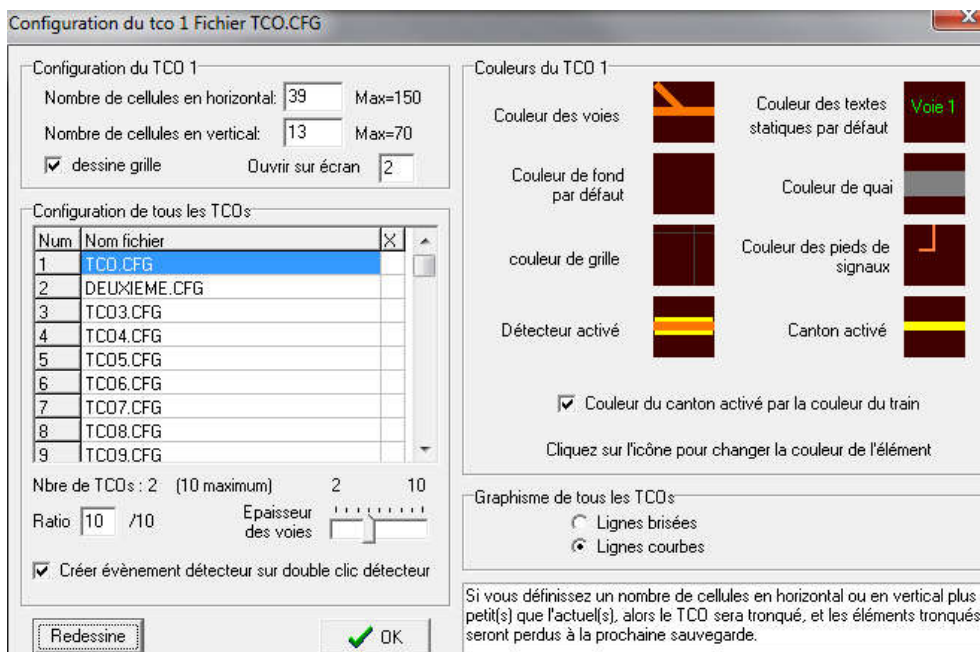 Configuration du tco 1 Fichier TCO.CFG
Configuration du TCO 1
Nombre de cellules en horizontal: 39 Max=150
Nombre de cellules en vertical: 13 Max=70
dessine grille Ouvrir sur écran 2
Configuration de tous les TCOs
Num Nom fichier X
1 TCO.CFG
2 DEUXIEME.CFG
3 TCO3.CFG
4 TCO4.CFG
5 TCO5.CFG
6 TCO6.CFG
7 TCO7.CFG
8 TCO8.CFG
9 TCO9.CFG
Nbre de TCOs : 2 (10 maximum) 2 10
Ratio 10 /10 Epaisseur
des voies
Créer évènement détecteur sur double clic détecteur
Redessine OK
Couleurs du TCO 1
Couleur des voies
Couleur des textes
statiques par défaut
Voie 1
Couleur de fond
par défaut
Couleur de quai
couleur de grille
Couleur des pieds de
signaux
Détecteur activé
Canton activé
Couleur du canton activé par la couleur du train
Cliquez sur l'icône pour changer la couleur de l'élément
Graphisme de tous les TCOs
Lignes brisées
Lignes courbes
Si vous définissez un nombre de cellules en horizontal ou en vertical plus
petit(s) que l'actuel(s), alors le TCO sera tronqué, et les éléments tronqués
seront perdus à la prochaine sauvegarde.